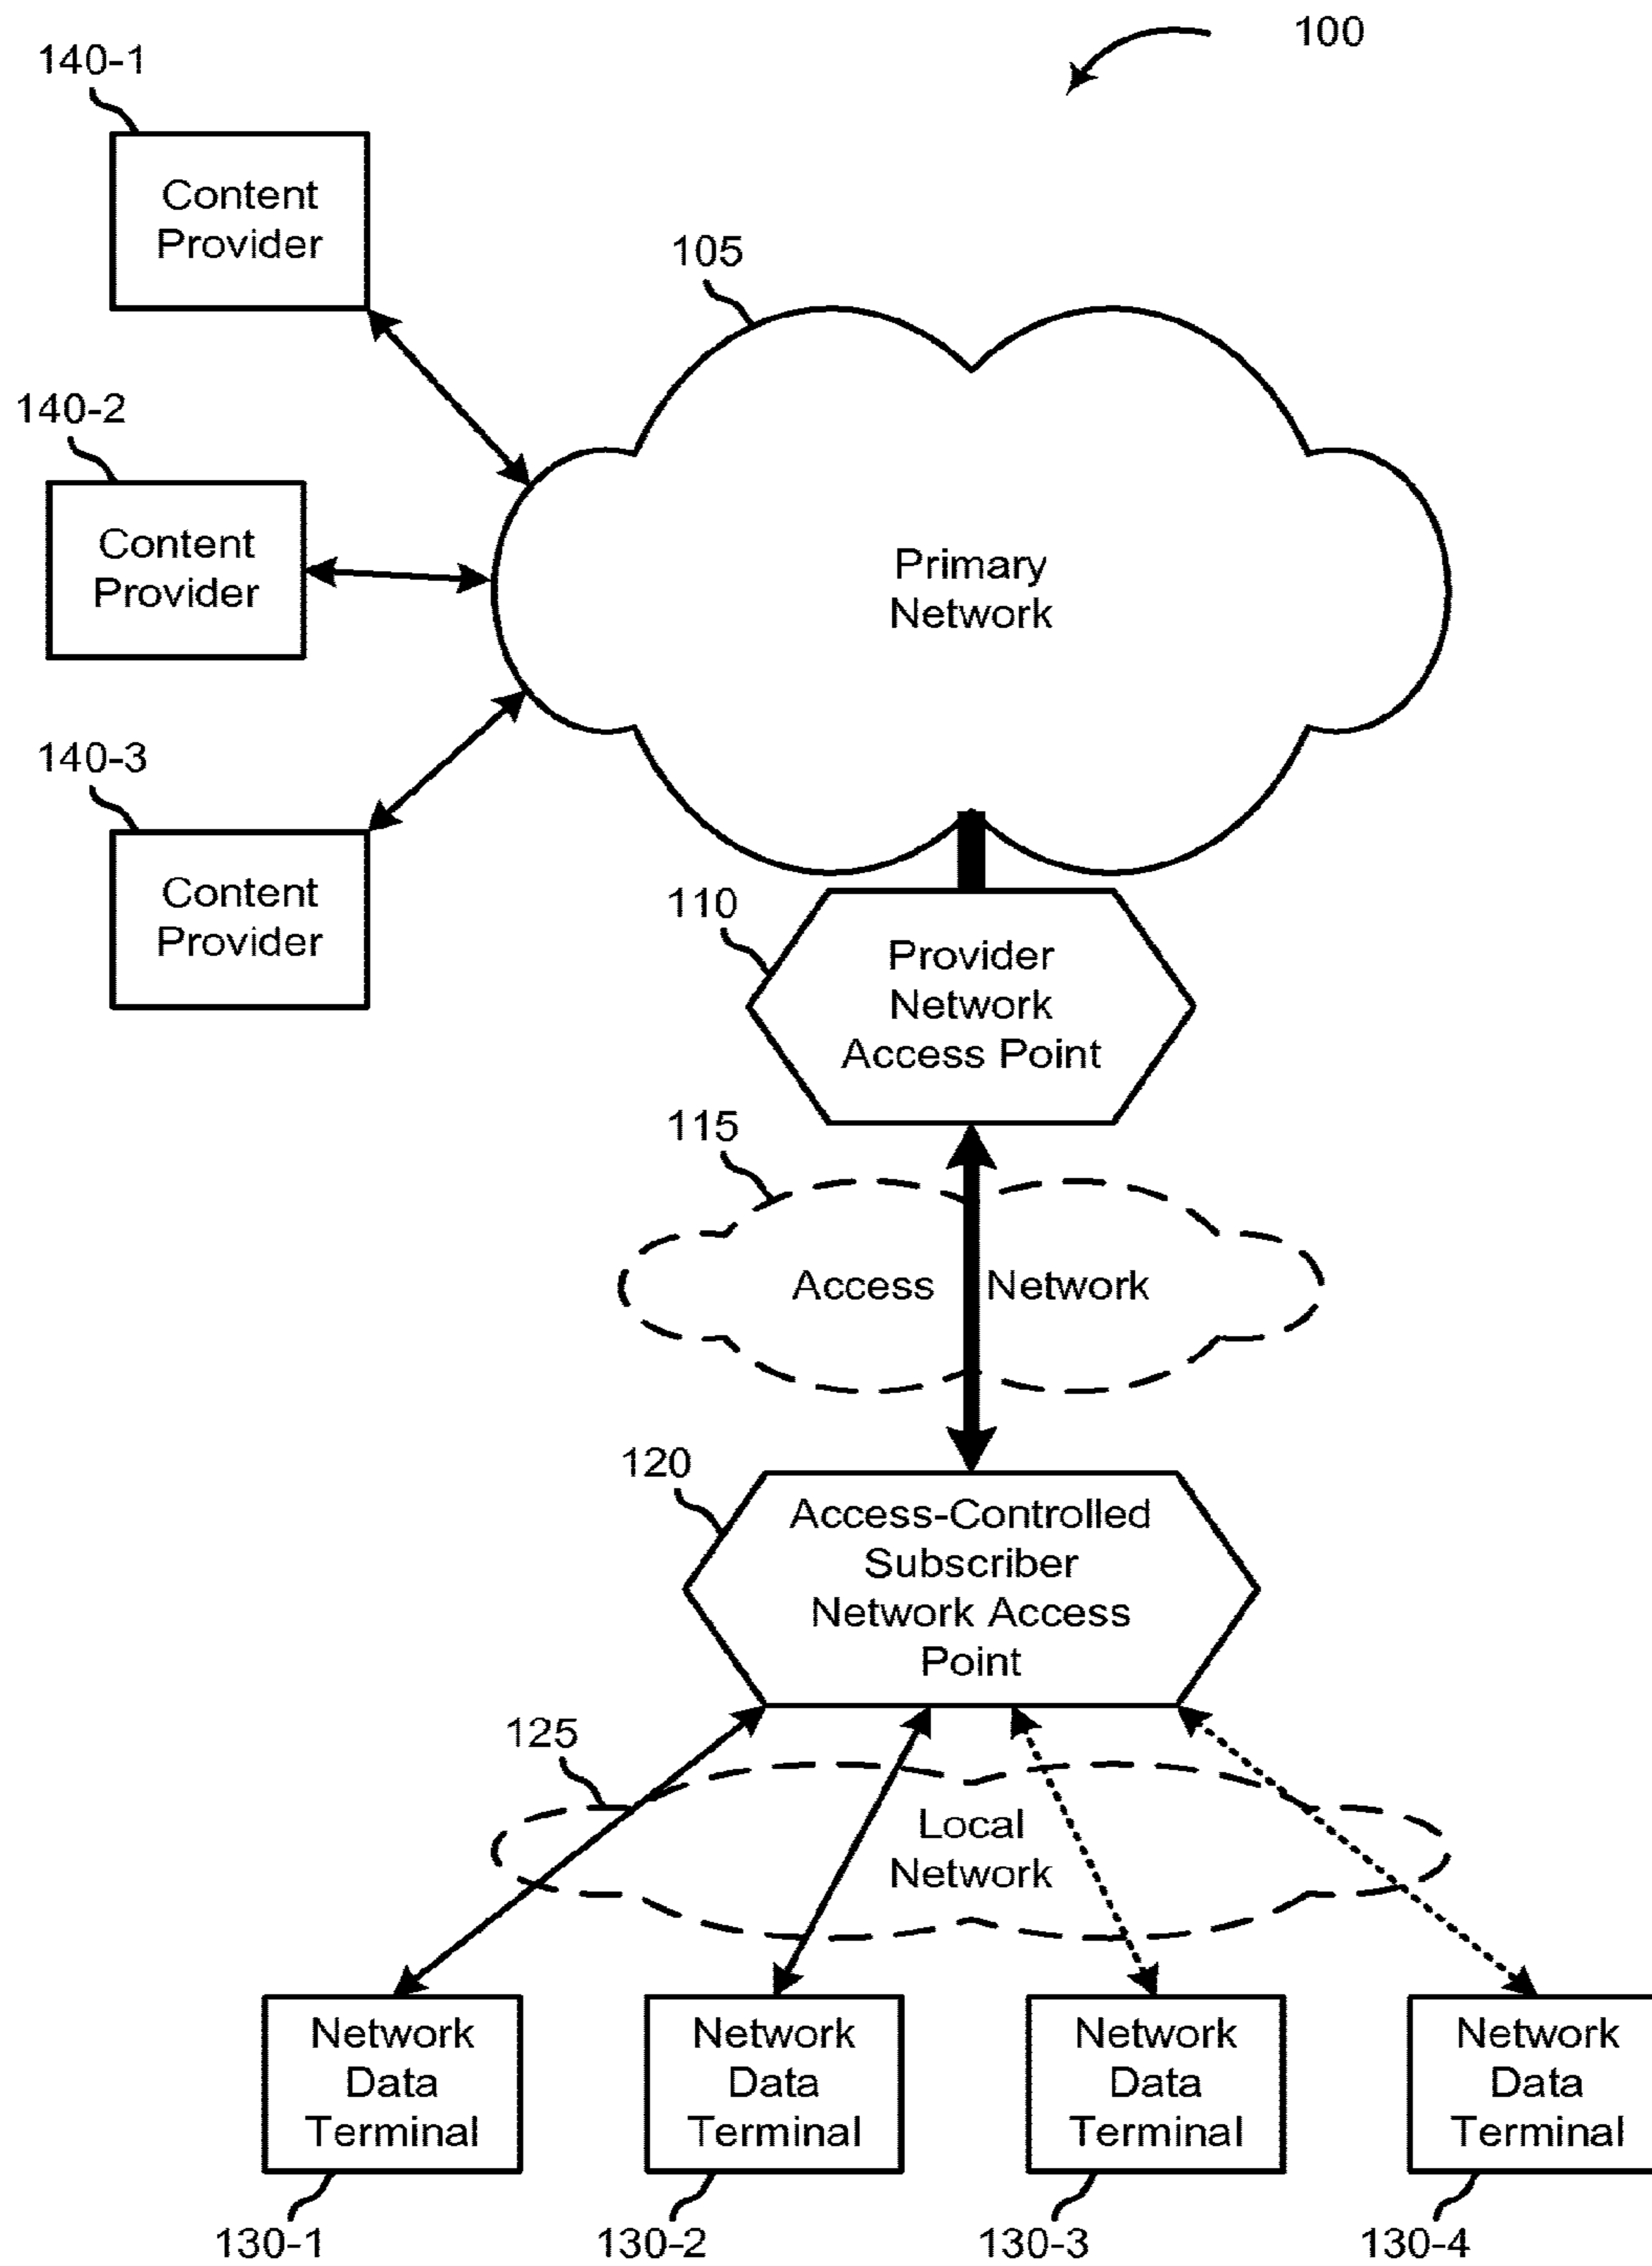 100
140-1
Content
Provider
105
140-2
Content
Provider
Primary
Network
140-3
Content
Provider
110
Provider
Network
Access Point
115
Access Network
120
Access-Controlled
Subscriber
Network Access
Point
125
Local
Network
Network
Data
Terminal
Network
Data
Terminal
Network
Data
Terminal
Network
Data
Terminal
130-1
130-2
130-3
130-4